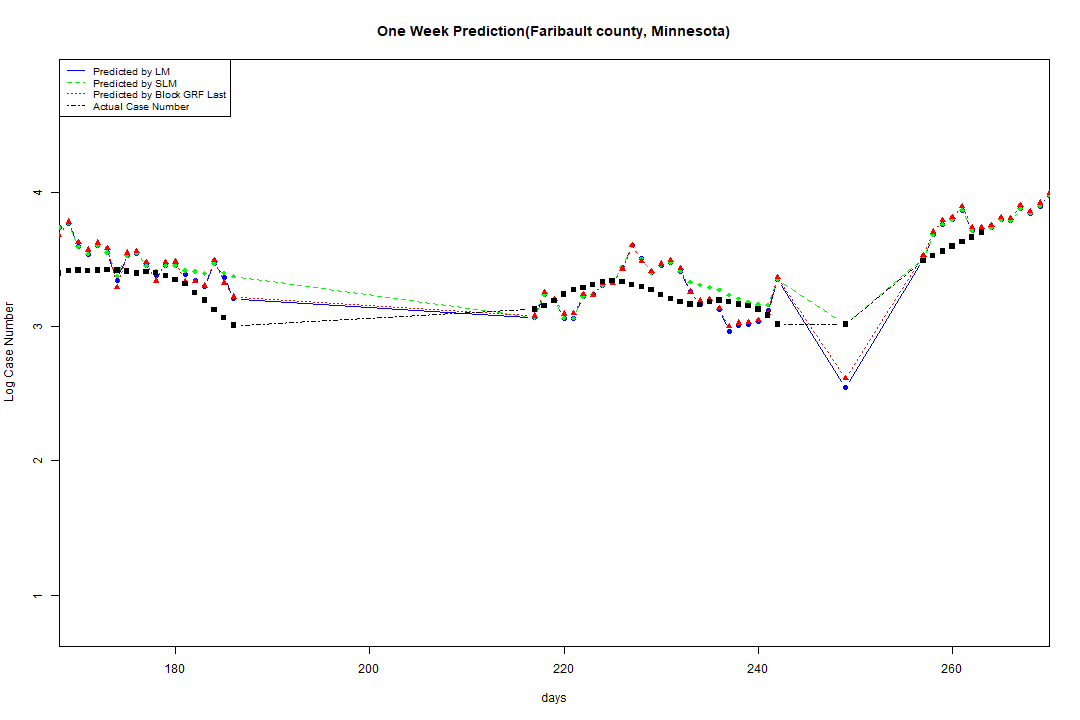 One Week Prediction(Faribault county, Minnesota)
Predicted by LM
Predicted by SLM
Predicted by Block GRF Last
Actual Case Number
4
3
2
1
Log Case Number
180 200 220 240 260
days